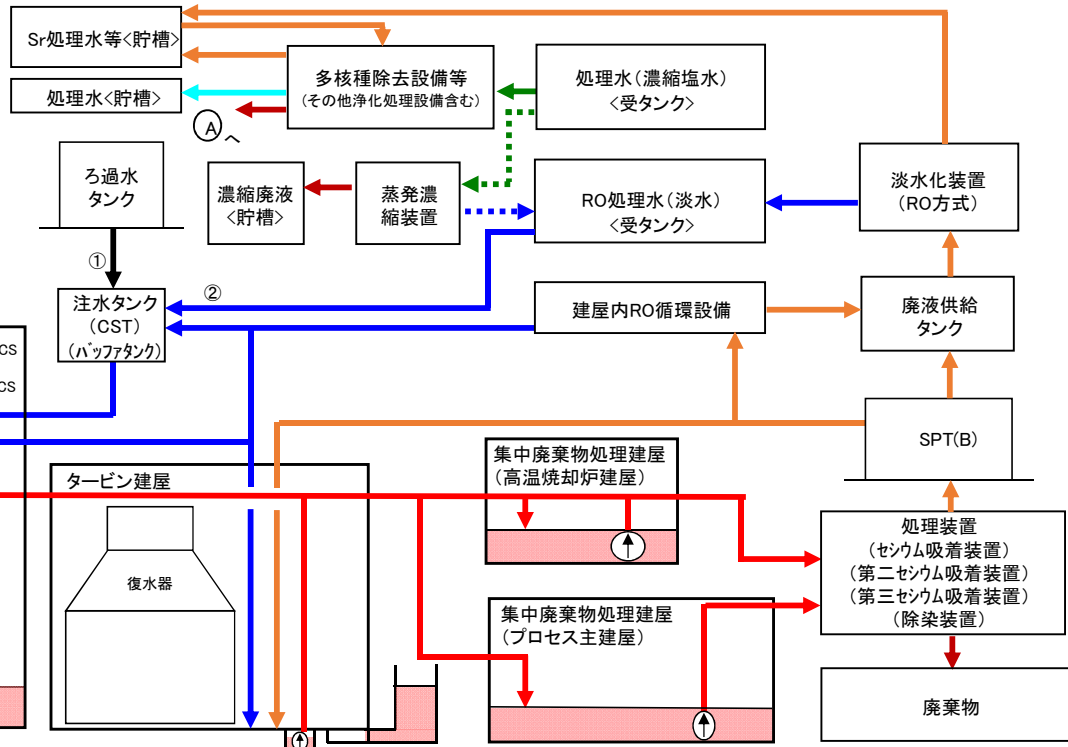 Sr処理水等<貯槽>
処理水<貯槽>
多核種除去設備等
(その他浄化処理設備含む)
処理水(濃縮塩水)
<受タンク>
A
へ
ろ過水
タンク
濃縮廃液
<貯槽>
蒸発濃
縮装置
RO処理水(淡水)
<受タンク>
淡水化装置
(RO方式)
①
②
注水タンク
(CST)
(バッファタンク)
建屋内RO循環設備
廃液供給
タンク
CS
CS
SPT(B)
タービン建屋
復水器
集中廃棄物処理建屋
(高温焼却炉建屋)
集中廃棄物処理建屋
(プロセス主建屋)
処理装置
(セシウム吸着装置)
(第二セシウム吸着装置)
(第三セシウム吸着装置)
(除染装置)
廃棄物